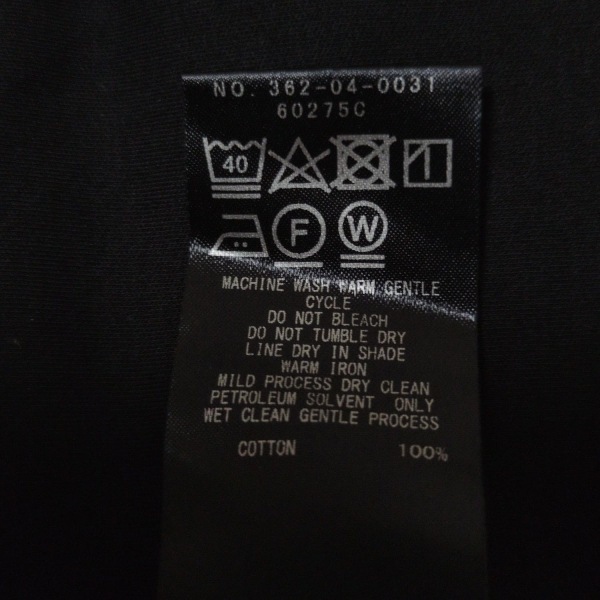 NO. 362-04-0031
60275C
40
F W
MACHINE WASH WARM GENTLE
CYCLE
DO NOT BLEACH
DO NOT TUMBLE DRY
LINE DRY IN SHADE
WARM IRON
MILD PROCESS DRY CLEAN
PETROLEUM SOLVENT ONLY
WET CLEAN GENTLE PROCESS
COTTON 100%